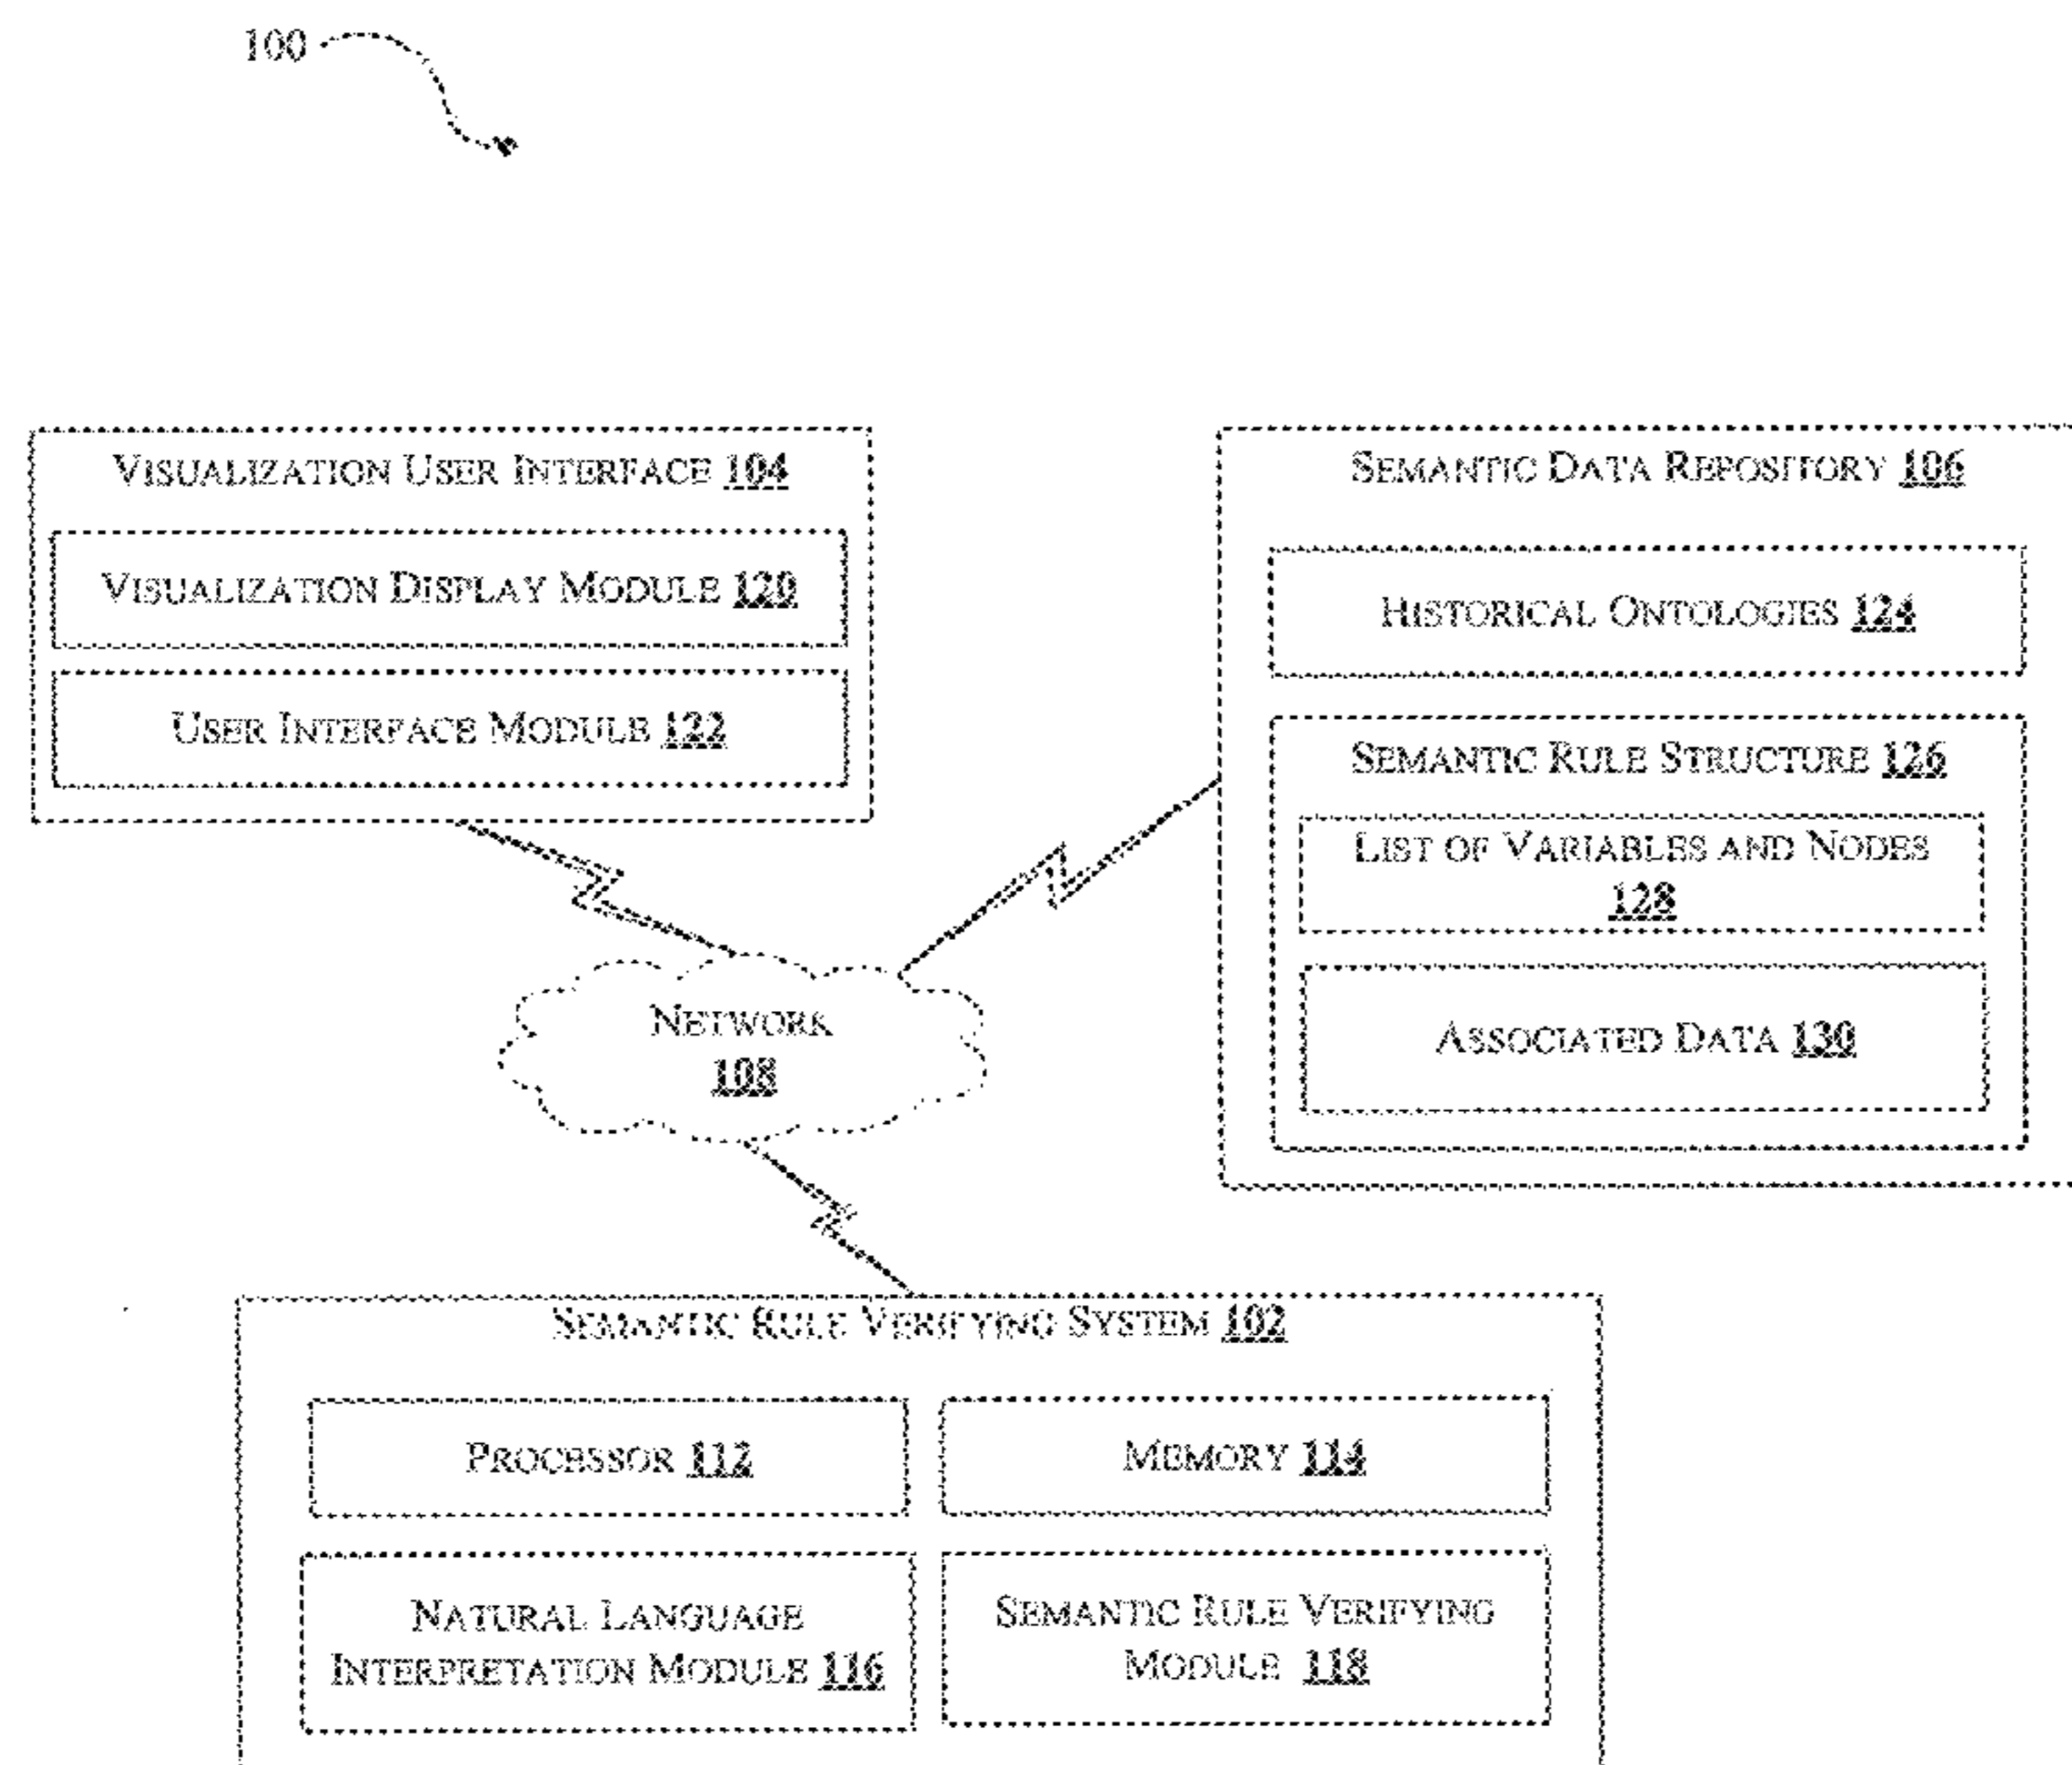 100
VISUALIZATION USER INTERFACE 104
VISUALIZATION DISPLAY MODULE 120
USER INTERFACE MODULE 122
SEMANTIC DATA REPOSITORY 106
HISTORICAL ONTOLOGIES 124
SEMANTIC RULE STRUCTURE 126
LIST OF VARIABLES AND NODES
128
ASSOCIATED DATA 130
NETWORK
108
SEMANTIC RULE VERIFYING SYSTEM 102
PROCESSOR 112
MEMORY 114
NATURAL LANGUAGE
INTERPRETATION MODULE 116
SEMANTIC RULE VERIFYING
MODULE 118